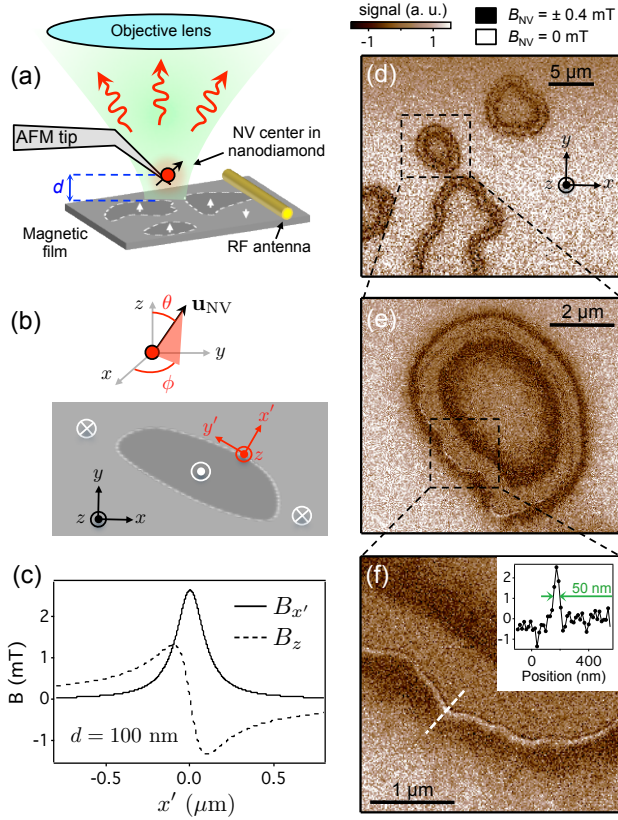 signal (a. u.)
-1 1
B_NV = ± 0.4 mT
B_NV = 0 mT
(a)
Objective lens
AFM tip
NV center in
nanodiamond
d
Magnetic
film
RF antenna
(b)
z θ u_NV
y
x
ϕ
x′
y′
z
y
z x
(c)
B (mT)
2
1
0
-1
B_x′
B_z
d = 100 nm
-0.5 0.0 0.5
x′ (μm)
(d)
5 μm
y
z x
(e)
2 μm
(f)
2
1
0
-1
50 nm
0 400
Position (nm)
1 μm